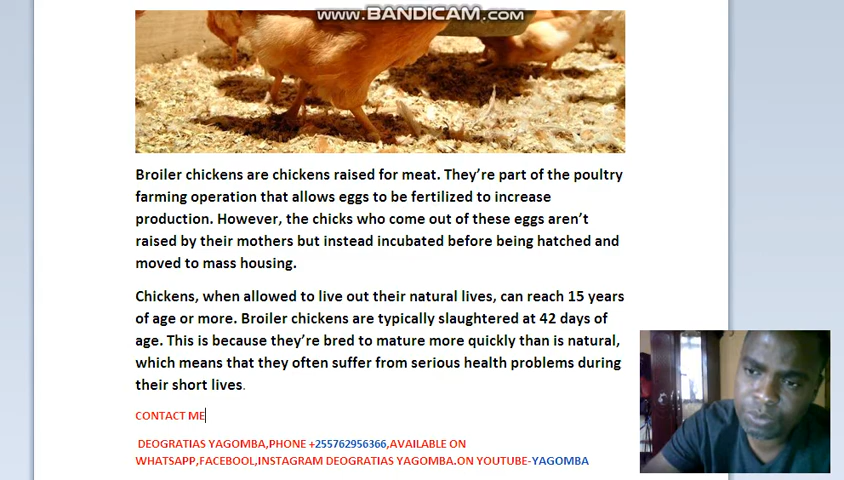 www.BANDICAM.com
Broiler chickens are chickens raised for meat. They're part of the poultry
farming operation that allows eggs to be fertilized to increase
production. However, the chicks who come out of these eggs aren't
raised by their mothers but instead incubated before being hatched and
moved to mass housing.
Chickens, when allowed to live out their natural lives, can reach 15 years
of age or more. Broiler chickens are typically slaughtered at 42 days of
age. This is because they're bred to mature more quickly than is natural,
which means that they often suffer from serious health problems during
their short lives.
CONTACT ME
DEOGRATIAS YAGOMBA,PHONE +255762956366,AVAILABLE ON
WHATSAPP,FACEBOOL,INSTAGRAM DEOGRATIAS YAGOMBA.ON YOUTUBE-YAGOMBA